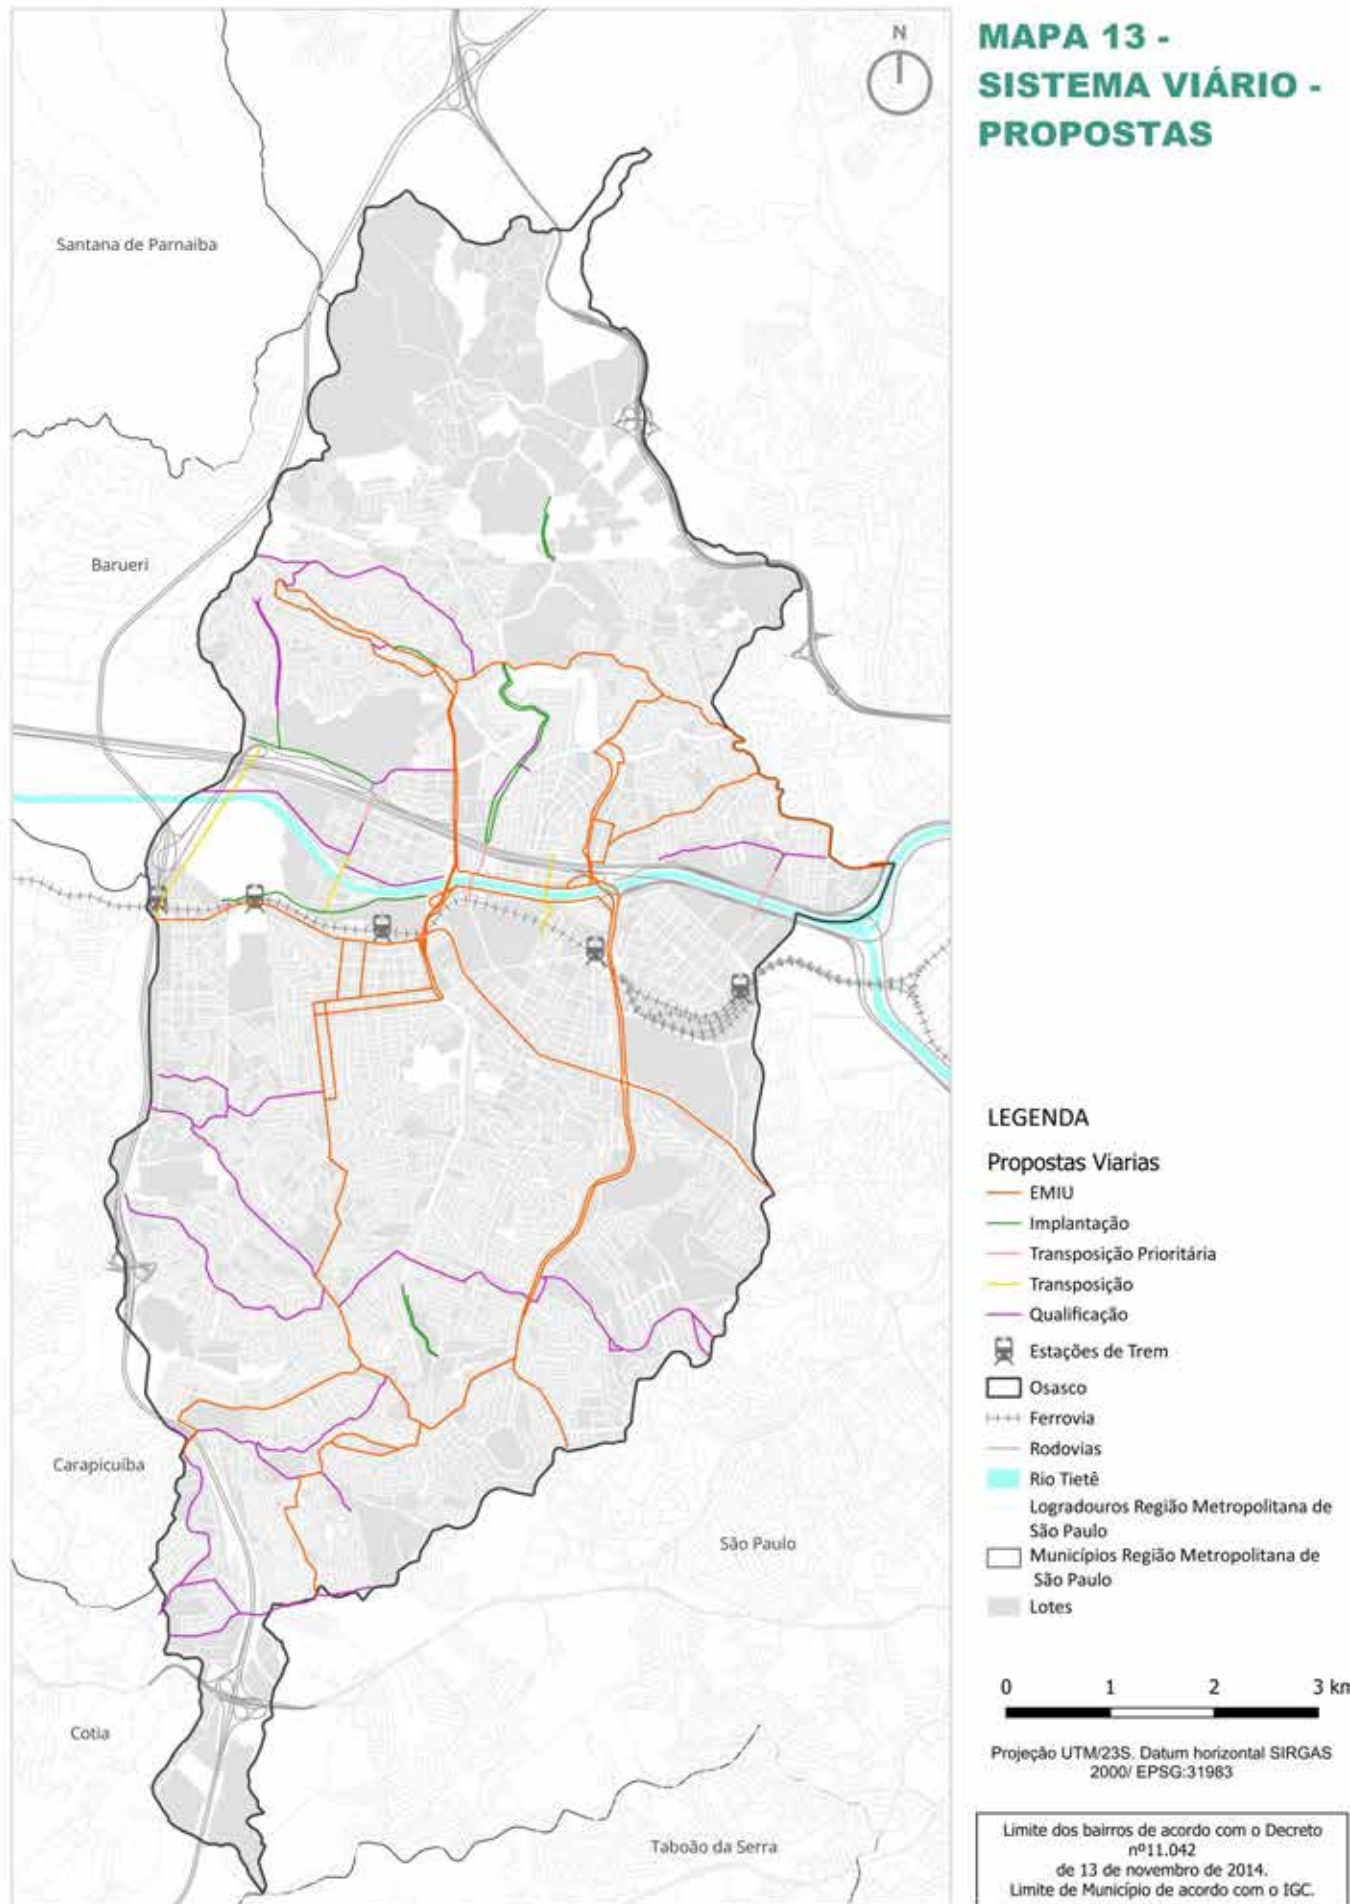 MAPA 13 -
SISTEMA VIÁRIO -
PROPOSTAS
N
Santana de Parnaiba
Barueri
Carapicuiba
São Paulo
Cotia
Taboão da Serra
LEGENDA
Propostas Viarias
EMIU
Implantação
Transposição Prioritária
Transposição
Qualificação
Estações de Trem
Osasco
Ferrovia
Rodovias
Rio Tietê
Logradouros Região Metropolitana de
São Paulo
Municípios Região Metropolitana de
São Paulo
Lotes
0 1 2 3 km
Projeção UTM/23S. Datum horizontal SIRGAS
2000/ EPSG:31983
Limite dos bairros de acordo com o Decreto
nº11.042
de 13 de novembro de 2014.
Limite de Município de acordo com o IGC.